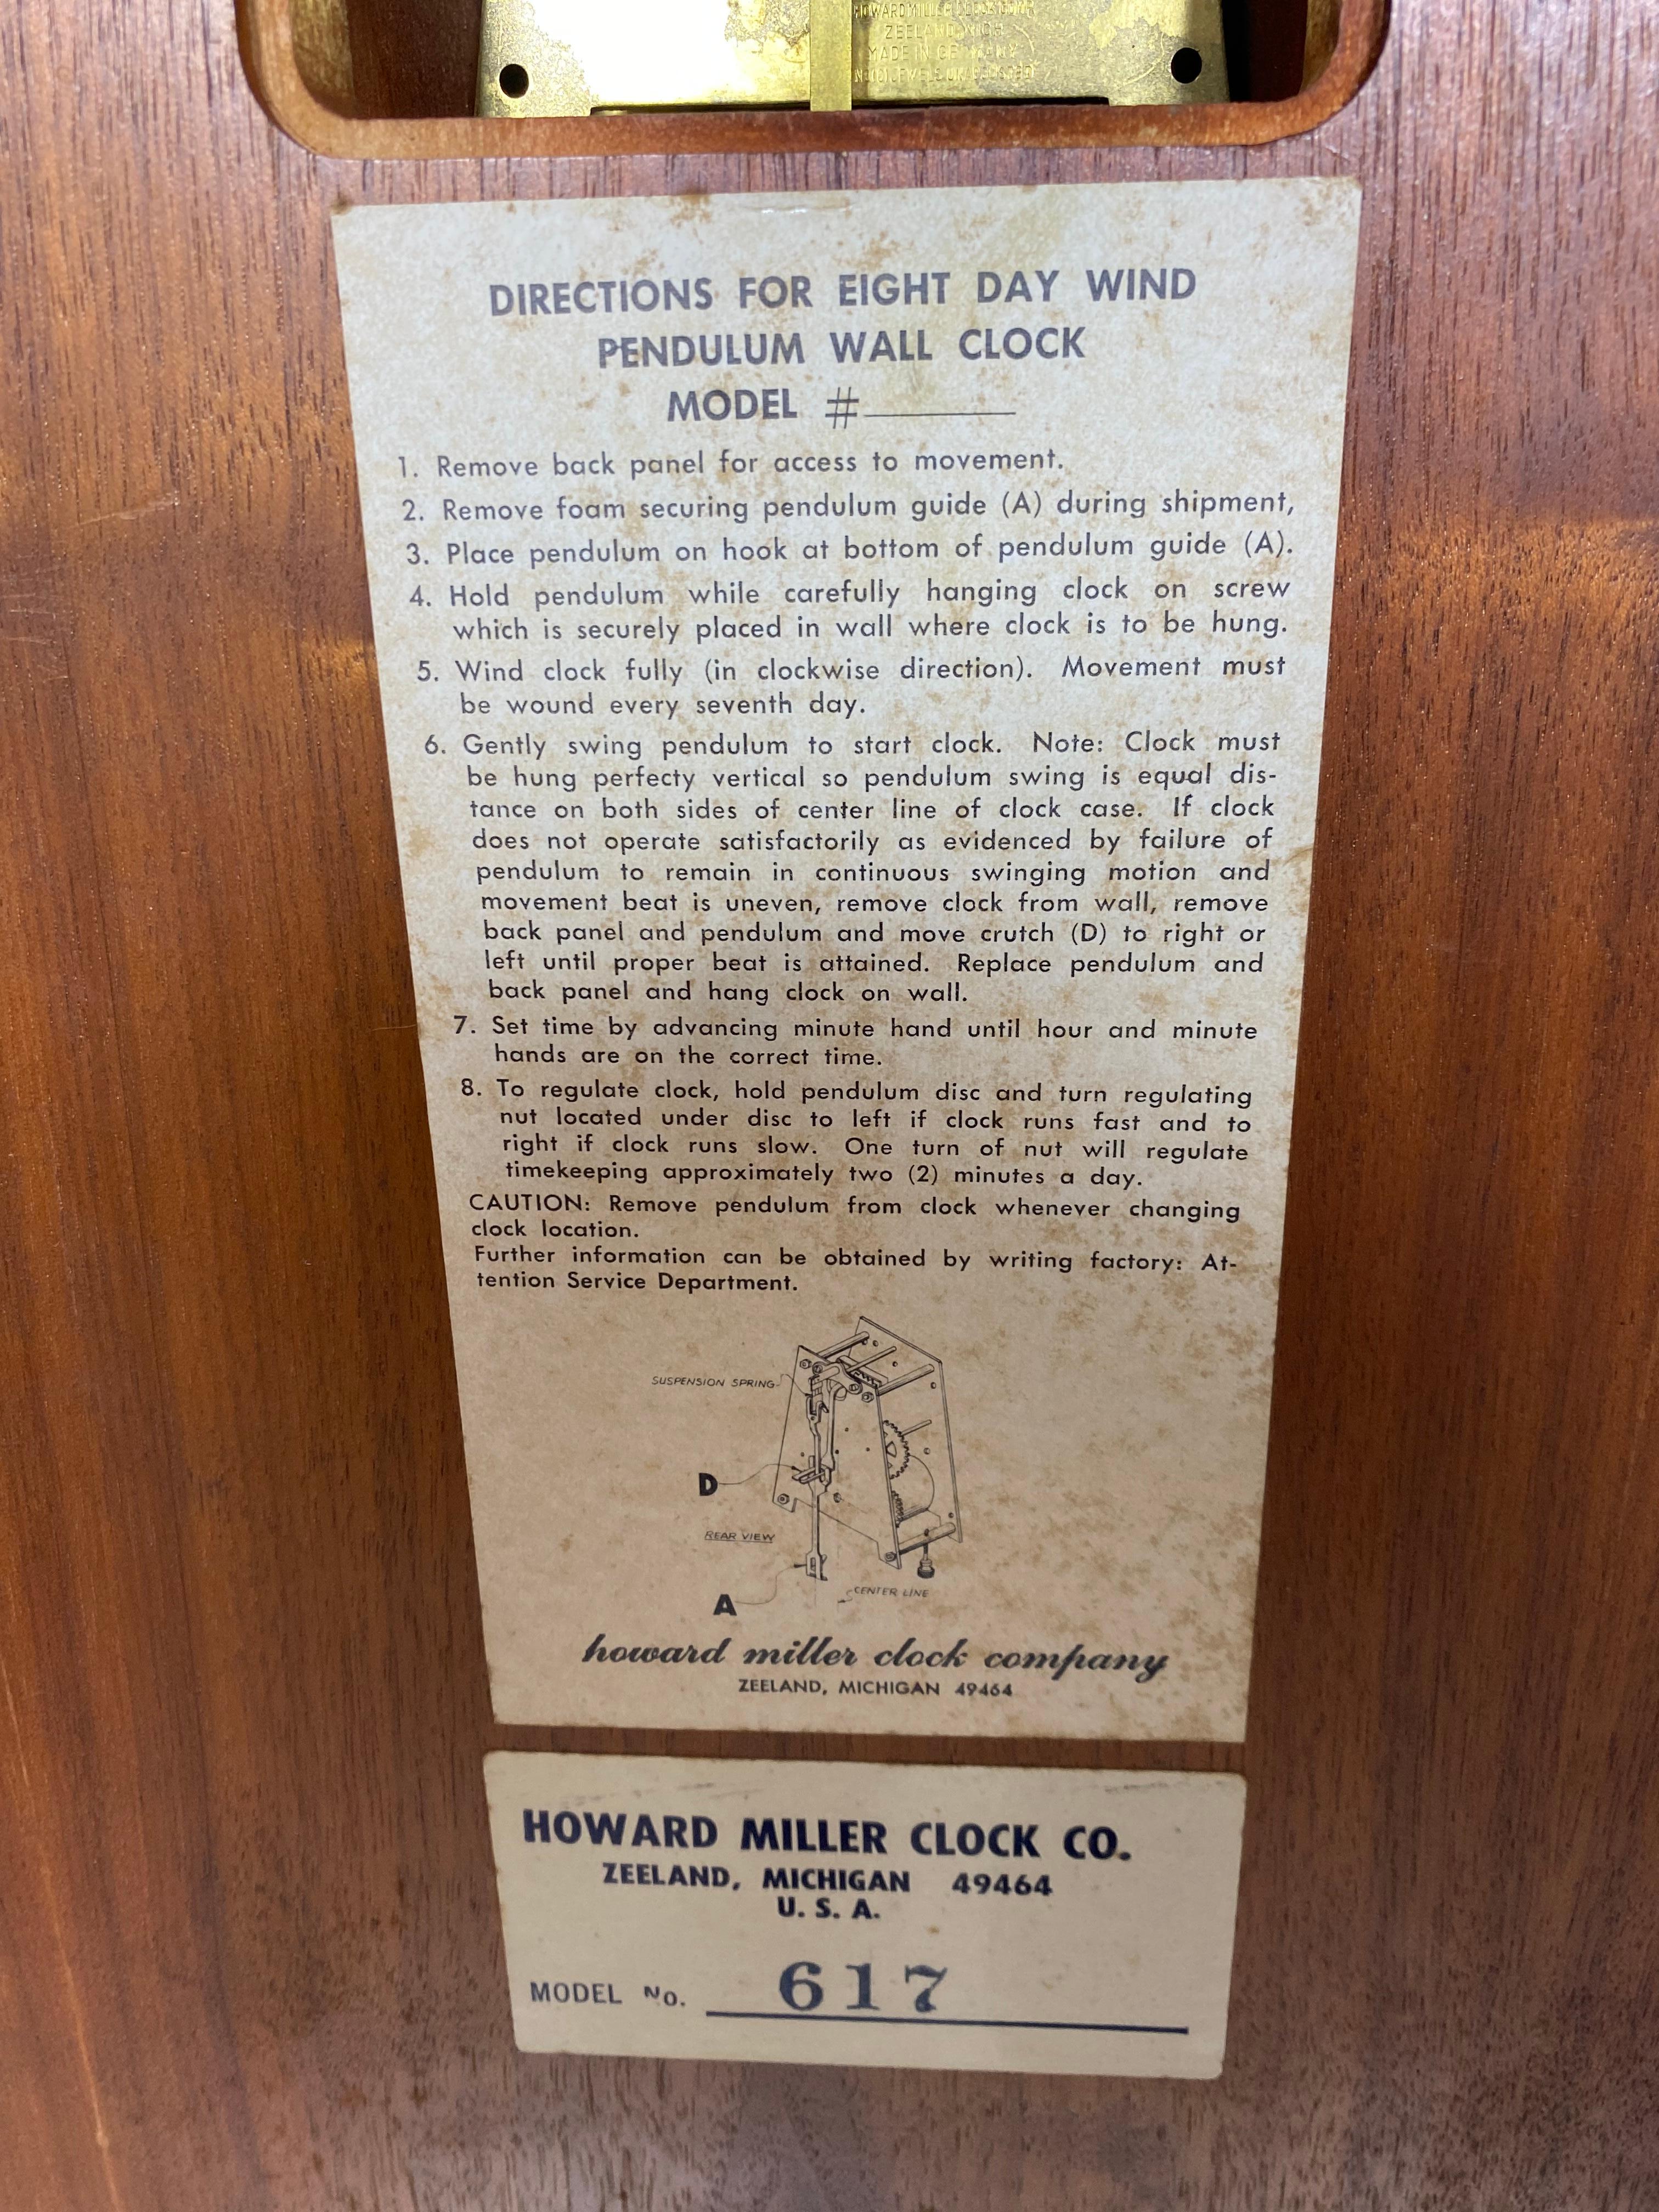 HOWARD MILLER CLOCK COMP
ZEELAND, MICH
MADE IN GERMANY
JEWELS
DIRECTIONS FOR EIGHT DAY WIND
PENDULUM WALL CLOCK
MODEL #
1. Remove back panel for access to movement.
2. Remove foam securing pendulum guide (A) during shipment,
3. Place pendulum on hook at bottom of pendulum guide (A).
4. Hold pendulum while carefully hanging clock on screw
which is securely placed in wall where clock is to be hung.
5. Wind clock fully (in clockwise direction). Movement must
be wound every seventh day.
6. Gently swing pendulum to start clock. Note: Clock must
be hung perfecty vertical so pendulum swing is equal dis-
tance on both sides of center line of clock case. If clock
does not operate satisfactorily as evidenced by failure of
pendulum to remain in continuous swinging motion and
movement beat is uneven, remove clock from wall, remove
back panel and pendulum and move crutch (D) to right or
left until proper beat is attained. Replace pendulum and
back panel and hang clock on wall.
7. Set time by advancing minute hand until hour and minute
hands are on the correct time.
8. To regulate clock, hold pendulum disc and turn regulating
nut located under disc to left if clock runs fast and to
right if clock runs slow. One turn of nut will regulate
timekeeping approximately two (2) minutes a day.
CAUTION: Remove pendulum from clock whenever changing
clock location.
Further information can be obtained by writing factory: At-
tention Service Department.
SUSPENSION SPRING
D
REAR VIEW
A
CENTER LINE
howard miller clock company
ZEELAND, MICHIGAN 49464
HOWARD MILLER CLOCK CO.
ZEELAND, MICHIGAN 49464
U. S. A.
MODEL No. 617